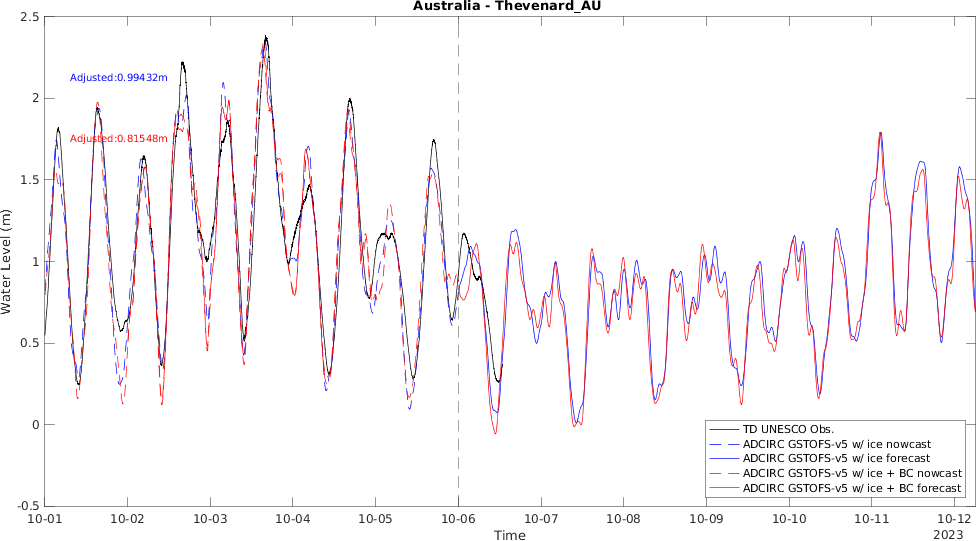 Australia - Thevenard_AU
2.5
2
1.5
1
0.5
0
-0.5
Water Level (m)
Adjusted:0.99432m
Adjusted:0.81548m
TD UNESCO Obs.
ADCIRC GSTOFS-v5 w/ ice nowcast
ADCIRC GSTOFS-v5 w/ ice forecast
ADCIRC GSTOFS-v5 w/ ice + BC nowcast
ADCIRC GSTOFS-v5 w/ ice + BC forecast
10-01 10-02 10-03 10-04 10-05 10-06 10-07 10-08 10-09 10-10 10-11 10-12
Time
2023